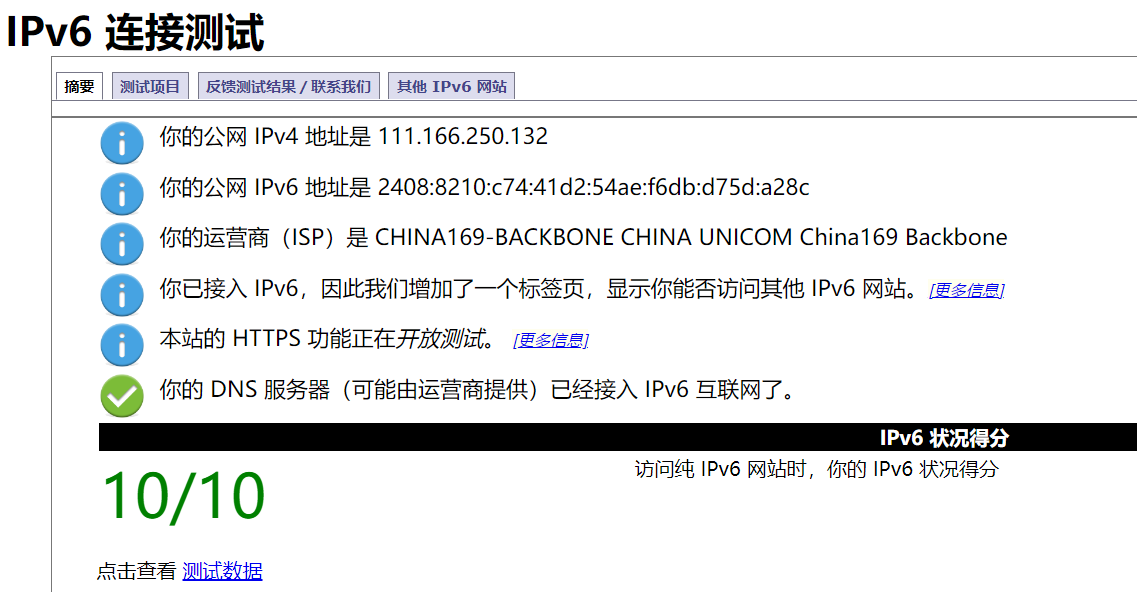 IPv6 连接测试
摘要 测试项目 反馈测试结果 / 联系我们 其他 IPv6 网站
你的公网 IPv4 地址是 111.166.250.132
你的公网 IPv6 地址是 2408:8210:c74:41d2:54ae:f6db:d75d:a28c
你的运营商（ISP）是 CHINA169-BACKBONE CHINA UNICOM China169 Backbone
你已接入 IPv6，因此我们增加了一个标签页，显示你能否访问其他 IPv6 网站。 [更多信息]
本站的 HTTPS 功能正在开放测试。 [更多信息]
你的 DNS 服务器（可能由运营商提供）已经接入 IPv6 互联网了。
IPv6 状况得分
10/10 访问纯 IPv6 网站时，你的 IPv6 状况得分
点击查看 测试数据